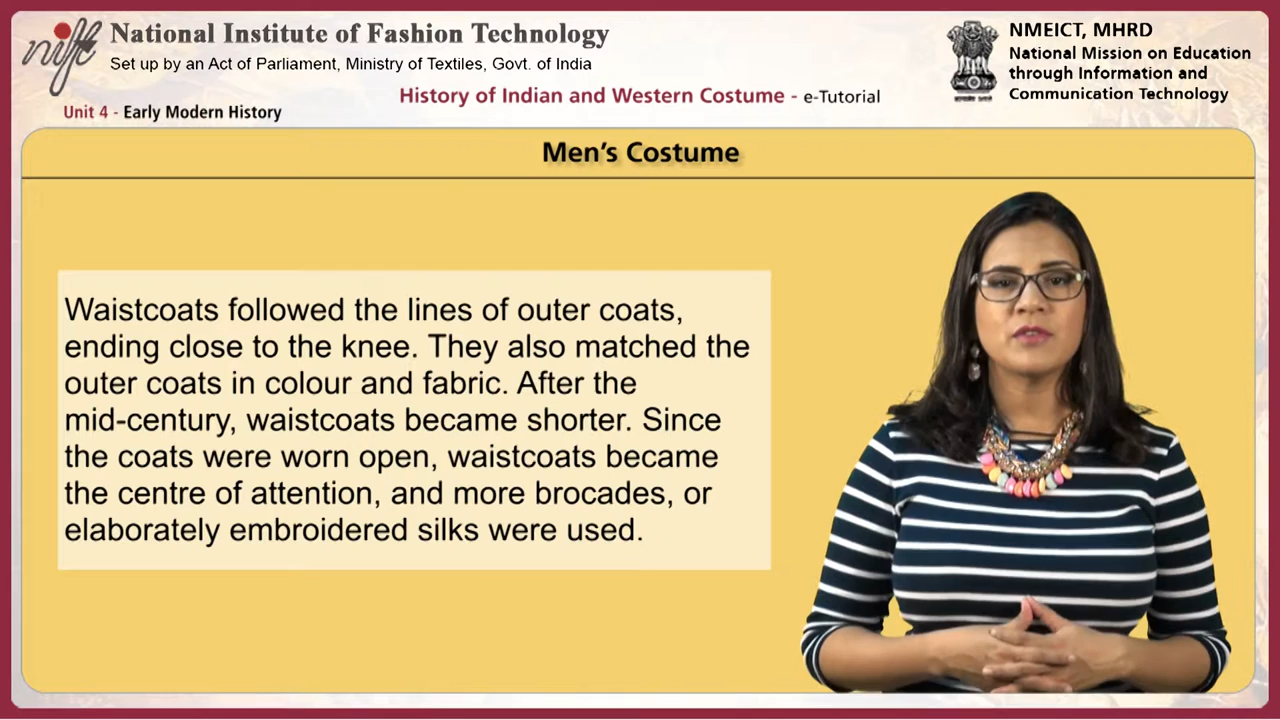 nift
National Institute of Fashion Technology
Set up by an Act of Parliament, Ministry of Textiles, Govt. of India
NMEICT, MHRD
National Mission on Education
through Information and
Communication Technology
History of Indian and Western Costume - e-Tutorial
Unit 4 - Early Modern History
Men's Costume
Waistcoats followed the lines of outer coats,
ending close to the knee. They also matched the
outer coats in colour and fabric. After the
mid-century, waistcoats became shorter. Since
the coats were worn open, waistcoats became
the centre of attention, and more brocades, or
elaborately embroidered silks were used.